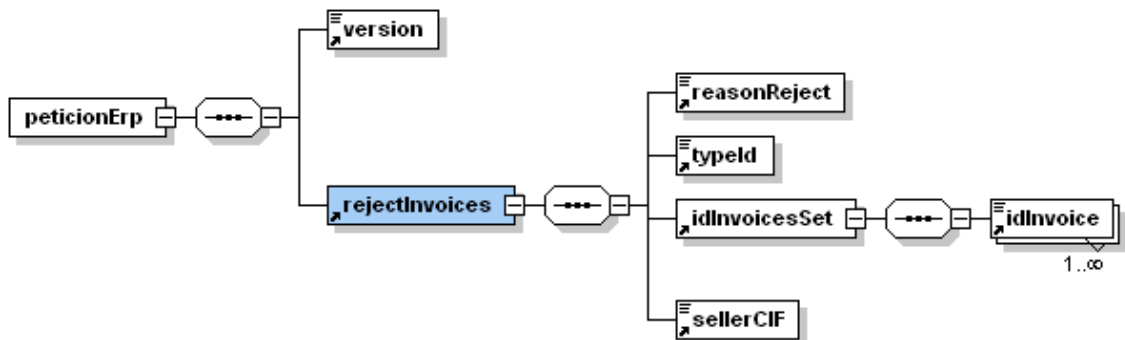 version
peticionErp
reasonReject
typeId
rejectInvoices
idInvoicesSet
idInvoice
1..∞
sellerCIF